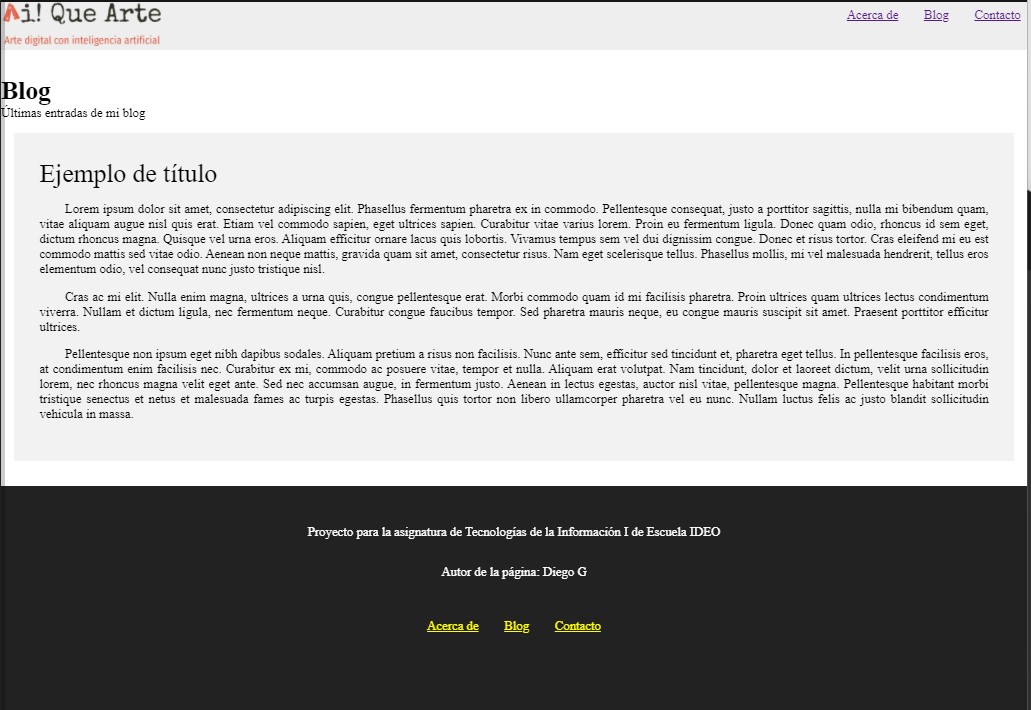 Ai! Que Arte
Arte digital con inteligencia artificial
Acerca de Blog Contacto
Blog
Últimas entradas de mi blog
Ejemplo de título
Lorem ipsum dolor sit amet, consectetur adipiscing elit. Phasellus fermentum pharetra ex in commodo. Pellentesque consequat, justo a porttitor sagittis, nulla mi bibendum quam,
vitae aliquam augue nisl quis erat. Etiam vel commodo sapien, eget ultrices sapien. Curabitur vitae varius lorem. Proin eu fermentum ligula. Donec quam odio, rhoncus id sem eget,
dictum rhoncus magna. Quisque vel urna eros. Aliquam efficitur ornare lacus quis lobortis. Vivamus tempus sem vel dui dignissim congue. Donec et risus tortor. Cras eleifend mi eu est
commodo mattis sed vitae odio. Aenean non neque mattis, gravida quam sit amet, consectetur risus. Nam eget scelerisque tellus. Phasellus mollis, mi vel malesuada hendrerit, tellus eros
elementum odio, vel consequat nunc justo tristique nisl.
Cras ac mi elit. Nulla enim magna, ultrices a urna quis, congue pellentesque erat. Morbi commodo quam id mi facilisis pharetra. Proin ultrices quam ultrices lectus condimentum
viverra. Nullam et dictum ligula, nec fermentum neque. Curabitur congue faucibus tempor. Sed pharetra mauris neque, eu congue mauris suscipit sit amet. Praesent porttitor efficitur
ultrices.
Pellentesque non ipsum eget nibh dapibus sodales. Aliquam pretium a risus non facilisis. Nunc ante sem, efficitur sed tincidunt et, pharetra eget tellus. In pellentesque facilisis eros,
at condimentum enim facilisis nec. Curabitur ex mi, commodo ac posuere vitae, tempor et nulla. Aliquam erat volutpat. Nam tincidunt, dolor et laoreet dictum, velit urna sollicitudin
lorem, nec rhoncus magna velit eget ante. Sed nec accumsan augue, in fermentum justo. Aenean in lectus egestas, auctor nisl vitae, pellentesque magna. Pellentesque habitant morbi
tristique senectus et netus et malesuada fames ac turpis egestas. Phasellus quis tortor non libero ullamcorper pharetra vel eu nunc. Nullam luctus felis ac justo blandit sollicitudin
vehicula in massa.
Proyecto para la asignatura de Tecnologías de la Información I de Escuela IDEO
Autor de la página: Diego G
Acerca de Blog Contacto